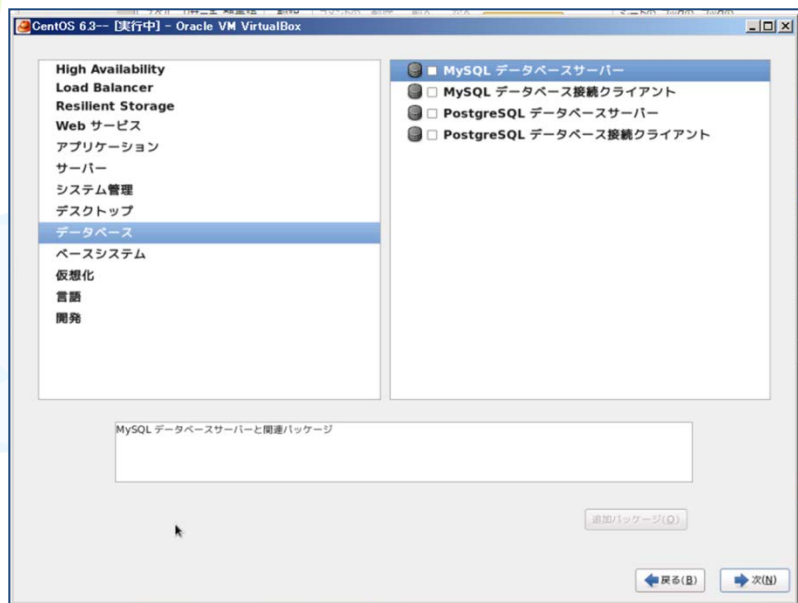 CentOS 6.3-- [実行中] - Oracle VM VirtualBox
High Availability
Load Balancer
Resilient Storage
Web サービス
アプリケーション
サーバー
システム管理
デスクトップ
データベース
ベースシステム
仮想化
言語
開発
MySQL データベースサーバー
MySQL データベース接続クライアント
PostgreSQL データベースサーバー
PostgreSQL データベース接続クライアント
MySQL データベースサーバーと関連パッケージ
追加パッケージ(O)
戻る(B)
次(N)